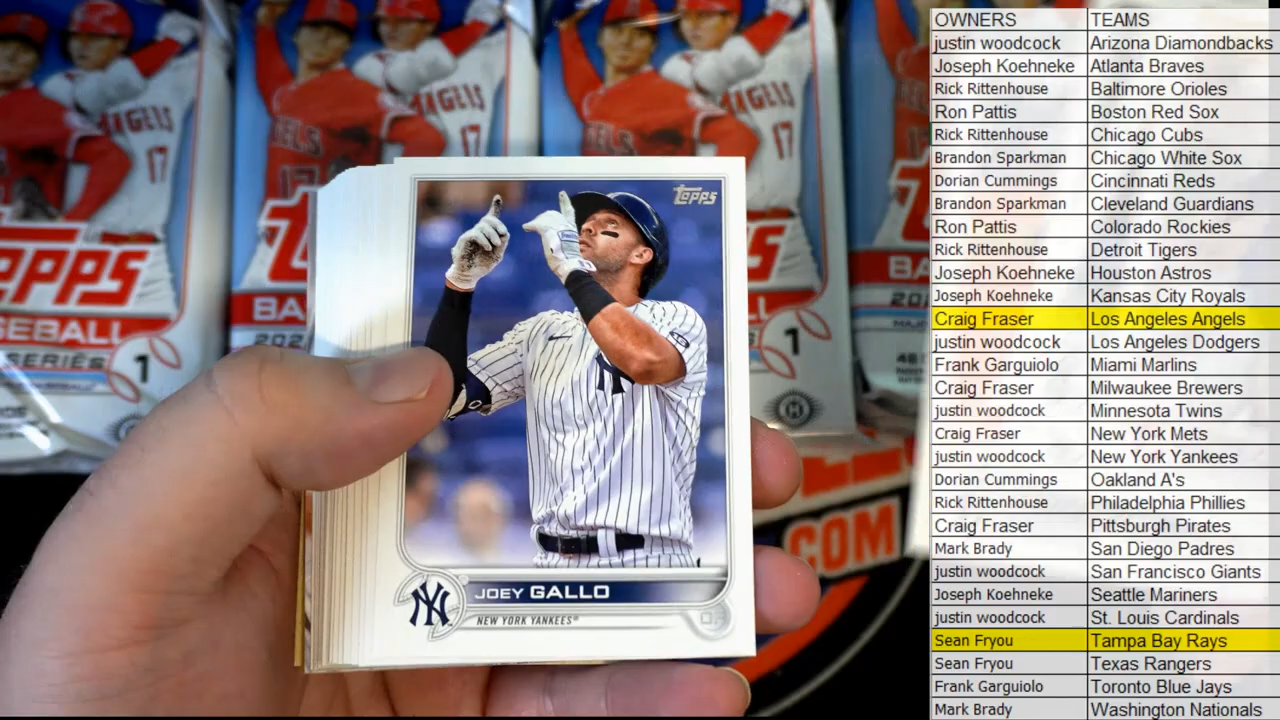 OWNERS TEAMS
justin woodcock Arizona Diamondbacks
Joseph Koehneke Atlanta Braves
Rick Rittenhouse Baltimore Orioles
Ron Pattis Boston Red Sox
Rick Rittenhouse Chicago Cubs
Brandon Sparkman Chicago White Sox
Dorian Cummings Cincinnati Reds
Brandon Sparkman Cleveland Guardians
Ron Pattis Colorado Rockies
Rick Rittenhouse Detroit Tigers
Joseph Koehneke Houston Astros
Joseph Koehneke Kansas City Royals
Craig Fraser Los Angeles Angels
justin woodcock Los Angeles Dodgers
Frank Garguiolo Miami Marlins
Craig Fraser Milwaukee Brewers
justin woodcock Minnesota Twins
Craig Fraser New York Mets
justin woodcock New York Yankees
Dorian Cummings Oakland A's
Rick Rittenhouse Philadelphia Phillies
Craig Fraser Pittsburgh Pirates
Mark Brady San Diego Padres
justin woodcock San Francisco Giants
Joseph Koehneke Seattle Mariners
justin woodcock St. Louis Cardinals
Sean Fryou Tampa Bay Rays
Sean Fryou Texas Rangers
Frank Garguiolo Toronto Blue Jays
Mark Brady Washington Nationals
Topps
NY
JOEY GALLO
NEW YORK YANKEES®
OF
ANGELS
17
SERIES 1
1
.COM